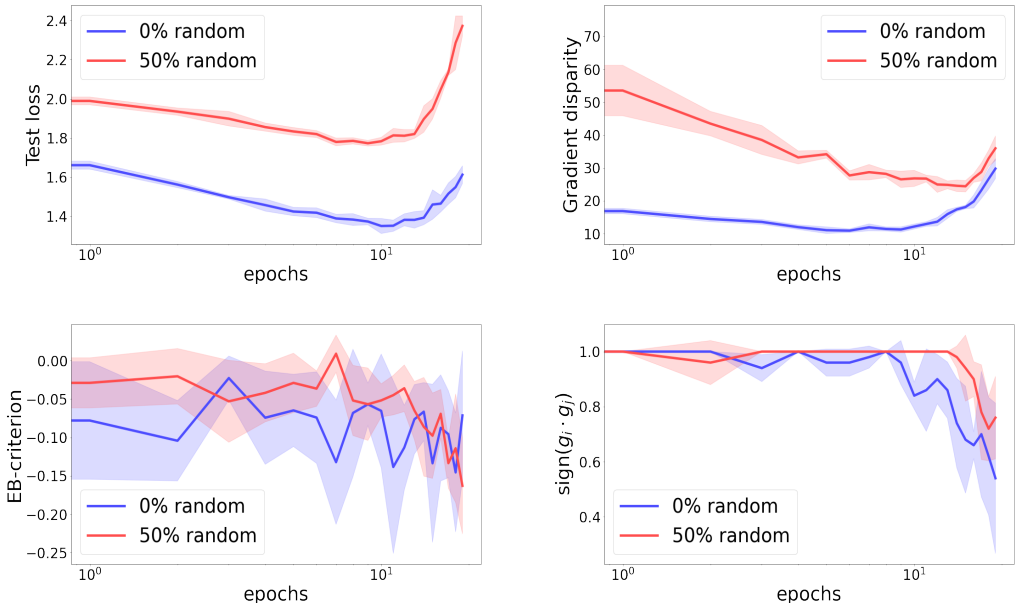 Test loss
2.4
2.2
2.0
1.8
1.6
1.4
0% random
50% random
10⁰
10¹
epochs
Gradient disparity
70
60
50
40
30
20
10
0% random
50% random
10⁰
10¹
epochs
EB-criterion
0.00
−0.05
−0.10
−0.15
−0.20
−0.25
0% random
50% random
10⁰
10¹
epochs
sign(gᵢ · gⱼ)
1.0
0.8
0.6
0.4
0% random
50% random
10⁰
10¹
epochs